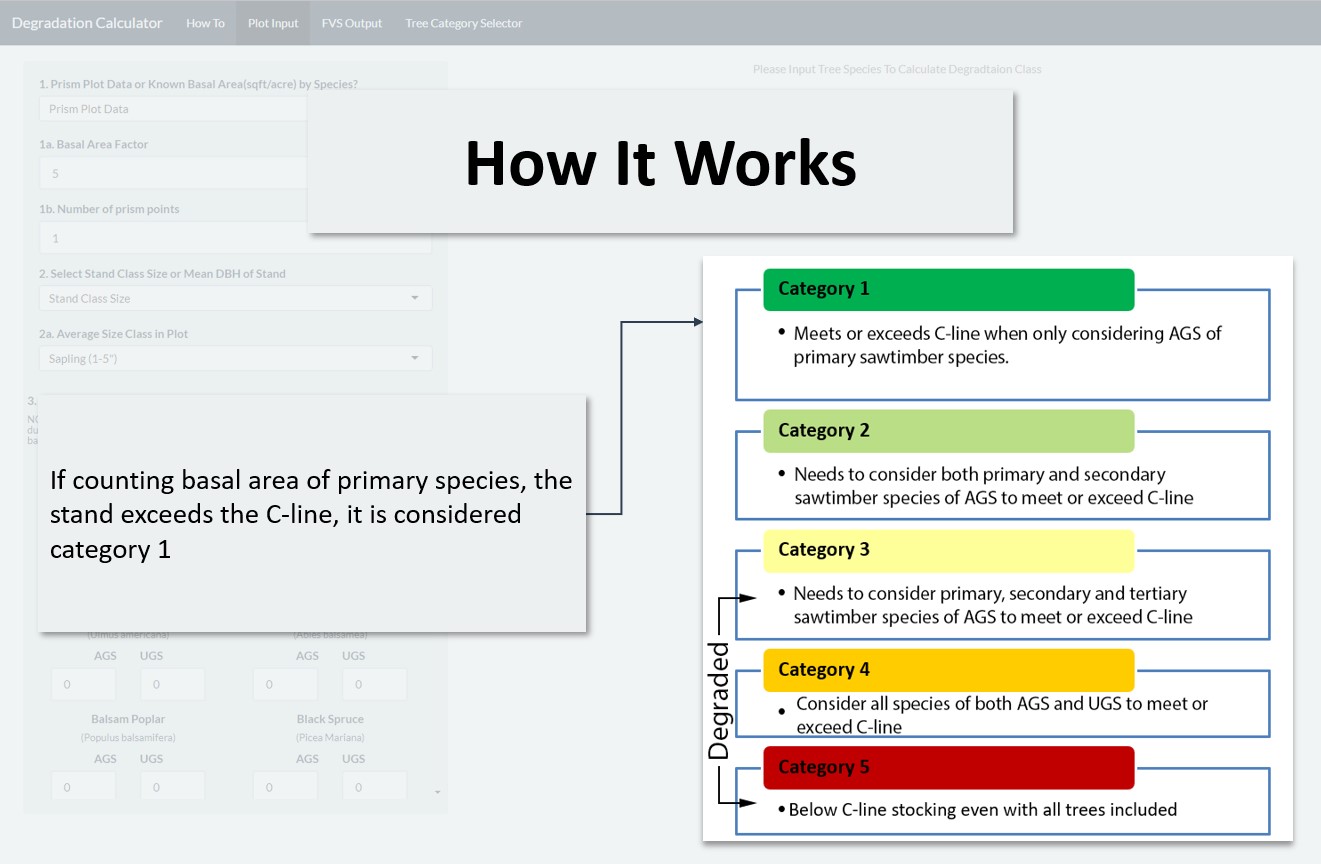 Degradation Calculator How To Plot Input FVS Output Tree Category Selector
Please Input Tree Species To Calculate Degradtaion Class
1. Prism Plot Data or Known Basal Area(sqft/acre) by Species?
Prism Plot Data
1a. Basal Area Factor
5
1b. Number of prism points
1
2. Select Stand Class Size or Mean DBH of Stand
Stand Class Size
2a. Average Size Class in Plot
Sapling (1-5")
3.
How It Works
If counting basal area of primary species, the
stand exceeds the C-line, it is considered
category 1
(Ulmus americana) (Abies balsamea)
AGS UGS AGS UGS
0 0 0 0
Balsam Poplar Black Spruce
(Populus balsamifera) (Picea Mariana)
AGS UGS AGS UGS
0 0 0 0
Category 1
• Meets or exceeds C-line when only considering AGS of
primary sawtimber species.
Category 2
• Needs to consider both primary and secondary
sawtimber species of AGS to meet or exceed C-line
Category 3
• Needs to consider primary, secondary and tertiary
sawtimber species of AGS to meet or exceed C-line
Category 4
• Consider all species of both AGS and UGS to meet or
exceed C-line
Category 5
• Below C-line stocking even with all trees included
Degraded